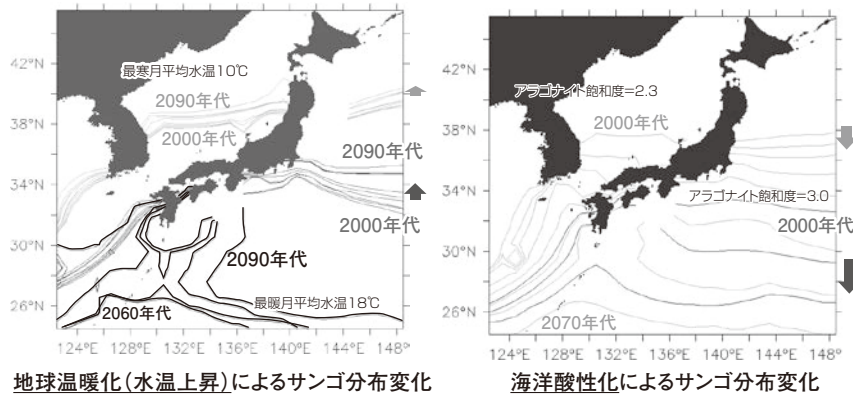 42°N
38°N
34°N
30°N
26°N
最寒月平均水温10℃
2090年代
2000年代
2090年代
2000年代
2090年代
最暖月平均水温18℃
2060年代
124°E 128°E 132°E 136°E 140°E 144°E 148°
地球温暖化(水温上昇)によるサンゴ分布変化
42°N
38°N
34°N
30°N
26°N
アラゴナイト飽和度=2.3
2000年代
アラゴナイト飽和度=3.0
2000年代
2070年代
124°E 128°E 132°E 136°E 140°E 144°E 148°E
海洋酸性化によるサンゴ分布変化